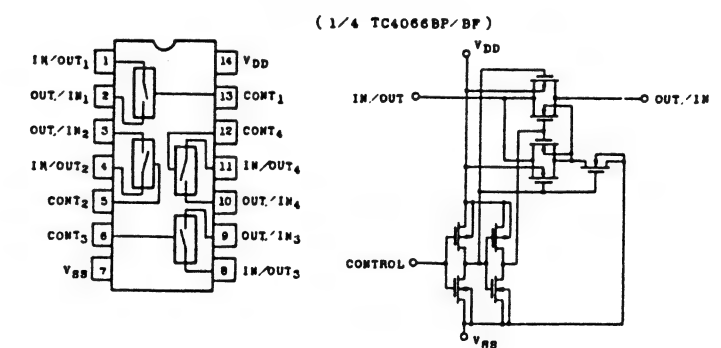 ( 1/4 TC4066BP/BF )
IN/OUT1 1
OUT/IN1 2
OUT/IN2 3
IN/OUT2 4
CONT2 5
CONT3 6
VSS 7
14 VDD
13 CONT1
12 CONT4
11 IN/OUT4
10 OUT/IN4
9 OUT/IN3
8 IN/OUT3
VDD
IN/OUT
OUT/IN
CONTROL
VSS